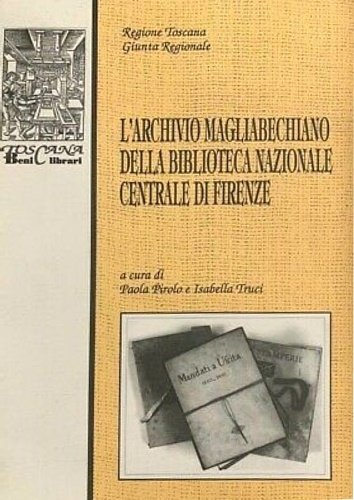 Regione Toscana
Giunta Regionale
TOSCANA
Beni librari
L'ARCHIVIO MAGLIABECHIANO
DELLA BIBLIOTECA NAZIONALE
CENTRALE DI FIRENZE
a cura di
Paola Pirolo e Isabella Truci
Mandati a Uscita